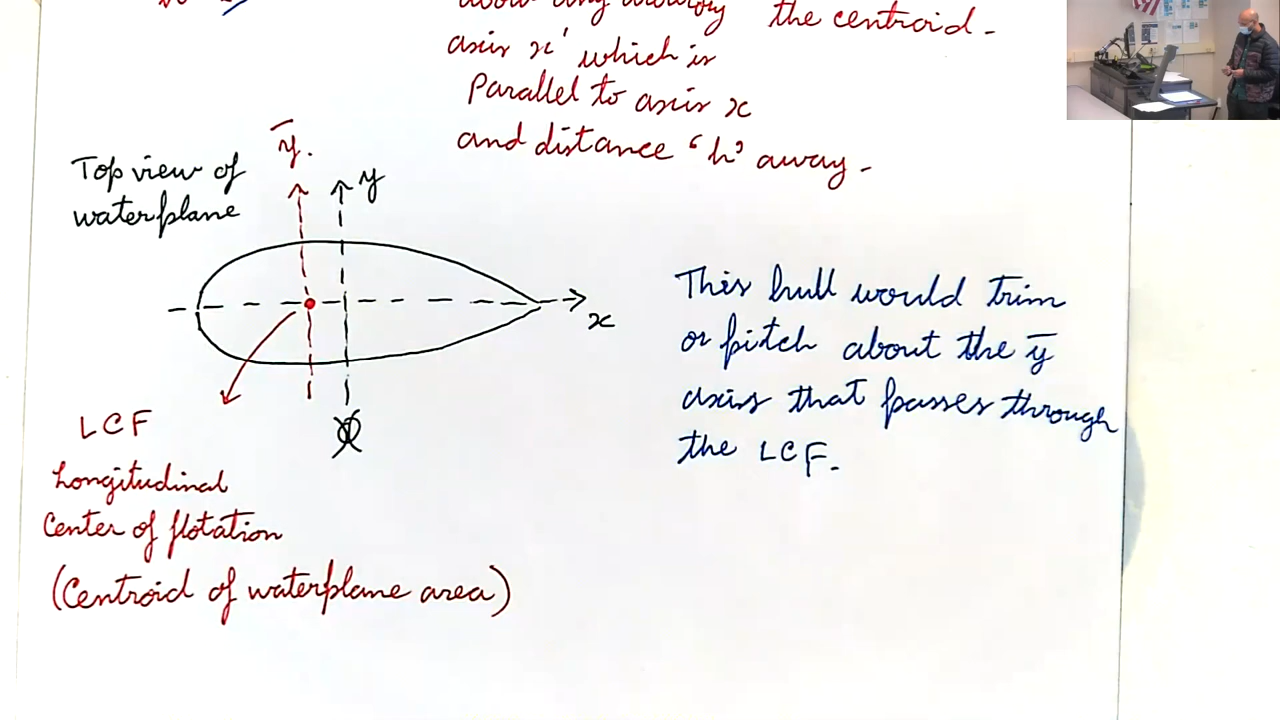 the centroid.
axis x' which is
Parallel to axis x
and distance 'h' away.
ȳ.
y
Top view of
waterplane
x
LCF
Longitudinal
Center of flotation
(Centroid of waterplane area)
This hull would trim
or pitch about the ȳ
axis that passes through
the LCF.